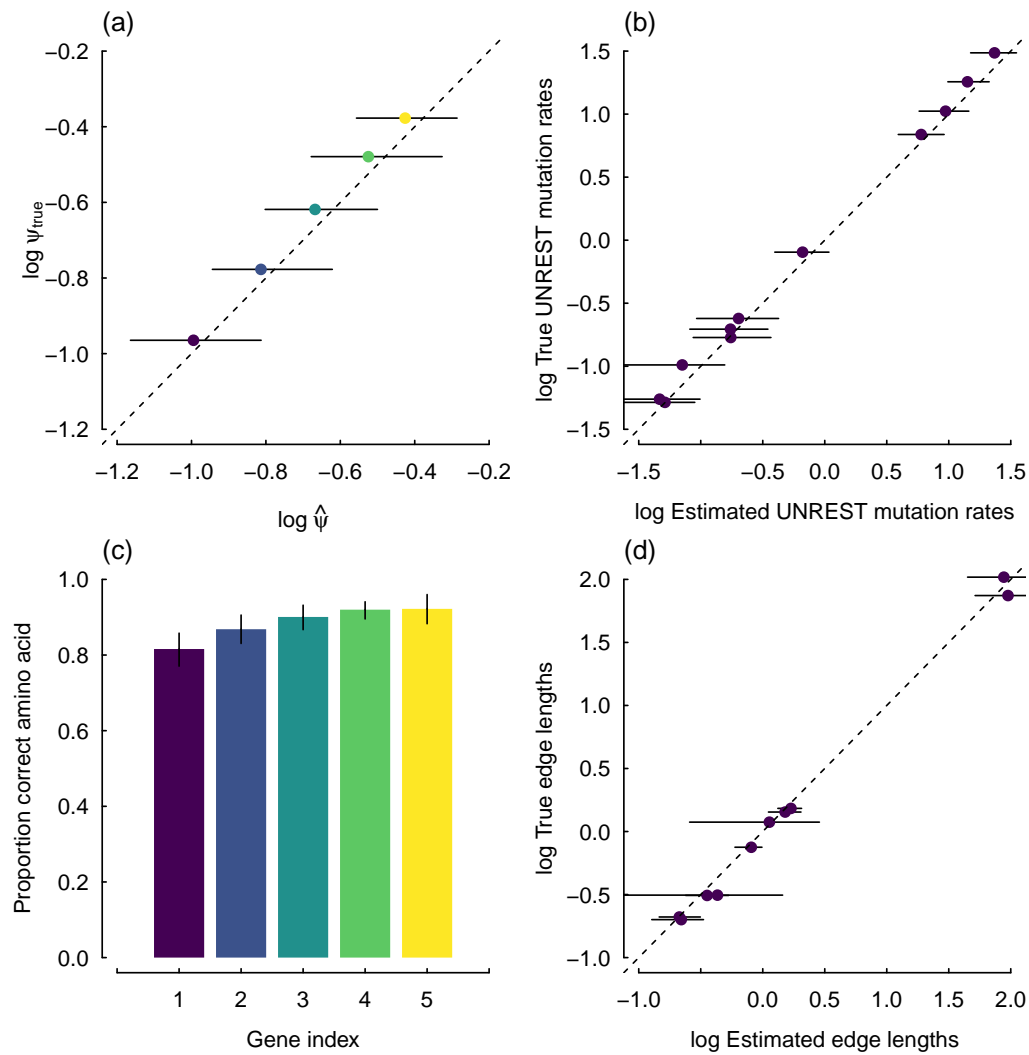 (a)
−0.2
−0.4
−0.6
−0.8
−1.0
−1.2
log ψtrue
−1.2 −1.0 −0.8 −0.6 −0.4 −0.2
log ψ̂
(b)
1.5
1.0
0.5
0.0
−0.5
−1.0
−1.5
log True UNREST mutation rates
−1.5 −0.5 0.0 0.5 1.0 1.5
log Estimated UNREST mutation rates
(c)
1.0
0.8
0.6
0.4
0.2
0.0
Proportion correct amino acid
1 2 3 4 5
Gene index
(d)
2.0
1.5
1.0
0.5
0.0
−0.5
−1.0
log True edge lengths
−1.0 0.0 0.5 1.0 1.5 2.0
log Estimated edge lengths